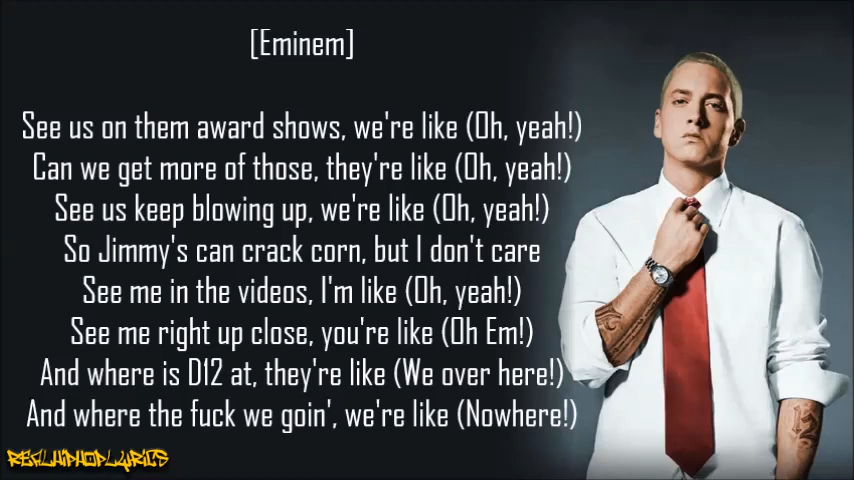 [Eminem]
See us on them award shows, we're like (Oh, yeah!)
Can we get more of those, they're like (Oh, yeah!)
See us keep blowing up, we're like (Oh, yeah!)
So Jimmy's can crack corn, but I don't care
See me in the videos, I'm like (Oh, yeah!)
See me right up close, you're like (Oh Em!)
And where is D12 at, they're like (We over here!)
And where the fuck we goin', we're like (Nowhere!)
REALHIPHOPLYRICS